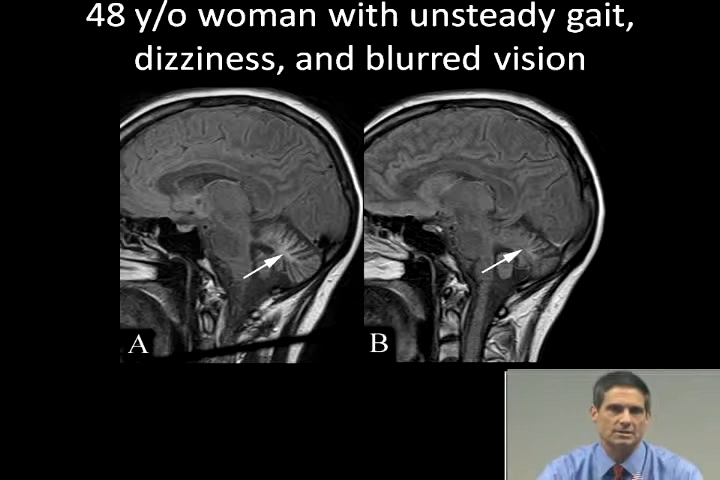 48 y/o woman with unsteady gait,
dizziness, and blurred vision
A
B